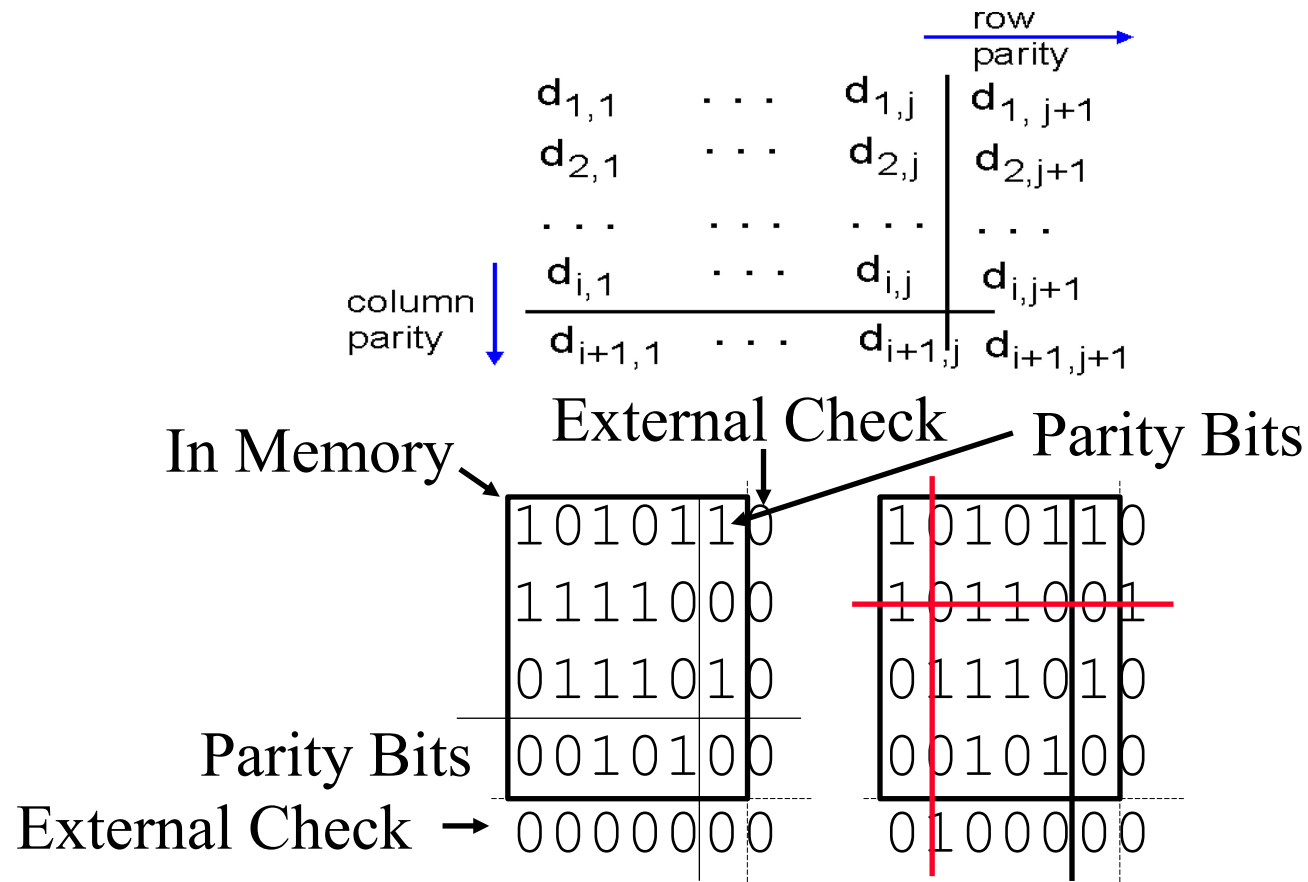 row
parity
d1,1 . . . d1,j d1, j+1
d2,1 . . . d2,j d2,j+1
. . . . . . . . . . . .
di,1 . . . di,j di,j+1
column
parity
di+1,1 . . . di+1,j di+1,j+1
In Memory
External Check
Parity Bits
1010110
1111000
0111010
Parity Bits
0010100
External Check
0000000
1010110
1011001
0111010
0010100
0100000